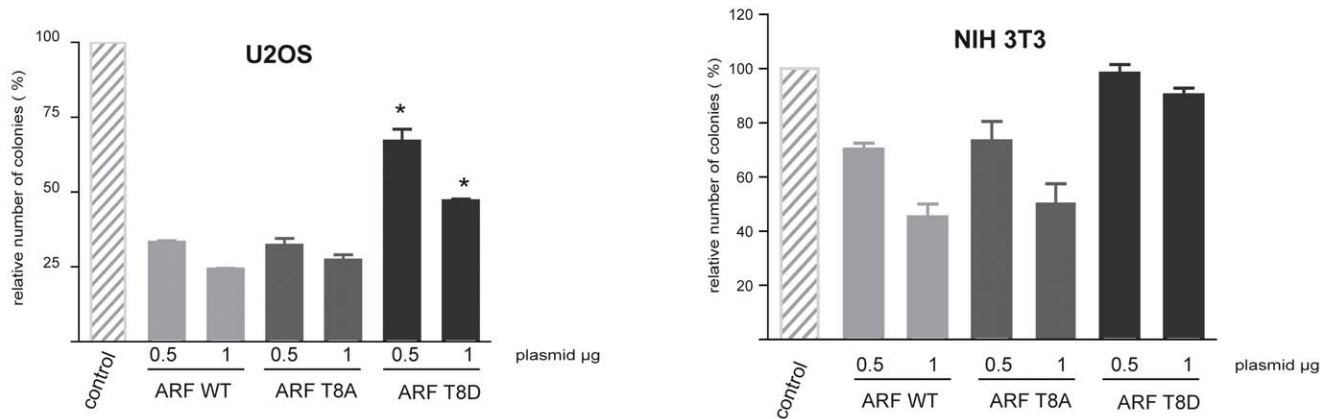 U2OS
relative number of colonies ( %)
100
75
50
25
*
*
control
0.5 1 0.5 1 0.5 1 plasmid µg
ARF WT ARF T8A ARF T8D
NIH 3T3
relative number of colonies ( %)
120
100
80
60
40
20
control
0.5 1 0.5 1 0.5 1 plasmid µg
ARF WT ARF T8A ARF T8D